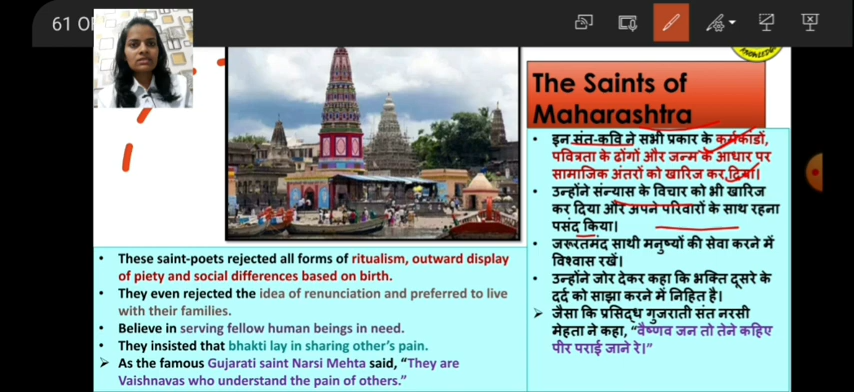 61 O
KNOWLEDGE
The Saints of
Maharashtra
• इन संत-कवि ने सभी प्रकार के कर्मकांडों,
पवित्रता के ढोंगों और जन्म के आधार पर
सामाजिक अंतरों को खारिज कर दिया।
• उन्होंने संन्यास के विचार को भी खारिज
कर दिया और अपने परिवारों के साथ रहना
पसंद किया।
• जरूरतमंद साथी मनुष्यों की सेवा करने में
विश्वास रखें।
• उन्होंने जोर देकर कहा कि भक्ति दूसरे के
दर्द को साझा करने में निहित है।
➢ जैसा कि प्रसिद्ध गुजराती संत नरसी
मेहता ने कहा, “वैष्णव जन तो तेने कहिए
पीर पराई जाने रे।”
• These saint-poets rejected all forms of ritualism, outward display
of piety and social differences based on birth.
• They even rejected the idea of renunciation and preferred to live
with their families.
• Believe in serving fellow human beings in need.
• They insisted that bhakti lay in sharing other’s pain.
➢ As the famous Gujarati saint Narsi Mehta said, “They are
Vaishnavas who understand the pain of others.”